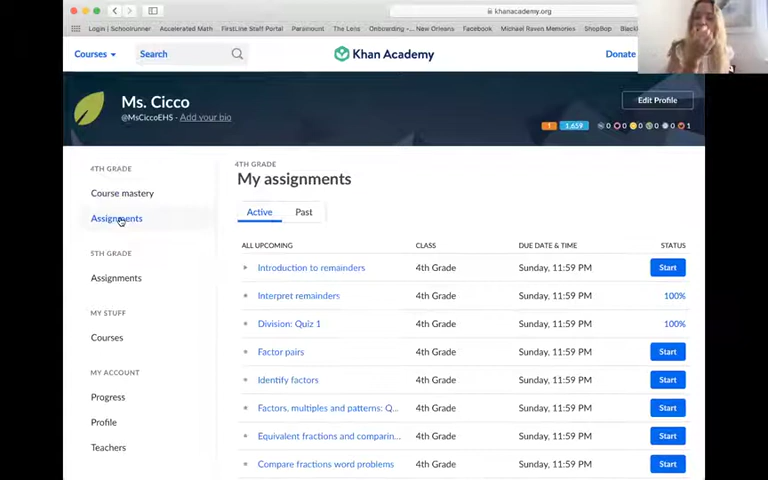 khanacademy.org
Login | Schoolrunner Accelerated Math FirstLine Staff Portal Paramount The Lens Onboarding -...New Orleans Facebook Michael Raven Memories ShopBop
Courses Search Khan Academy Donate
Ms. Cicco
@MsCiccoEHS · Add your bio
Edit Profile
1 1,659 0 0 0 0 0 1
4TH GRADE
Course mastery
Assignments
5TH GRADE
Assignments
MY STUFF
Courses
MY ACCOUNT
Progress
Profile
Teachers
4TH GRADE
My assignments
Active Past
ALL UPCOMING CLASS DUE DATE & TIME STATUS
Introduction to remainders 4th Grade Sunday, 11:59 PM Start
Interpret remainders 4th Grade Sunday, 11:59 PM 100%
Division: Quiz 1 4th Grade Sunday, 11:59 PM 100%
Factor pairs 4th Grade Sunday, 11:59 PM Start
Identify factors 4th Grade Sunday, 11:59 PM Start
Factors, multiples and patterns: Q... 4th Grade Sunday, 11:59 PM Start
Equivalent fractions and comparin... 4th Grade Sunday, 11:59 PM Start
Compare fractions word problems 4th Grade Sunday, 11:59 PM Start